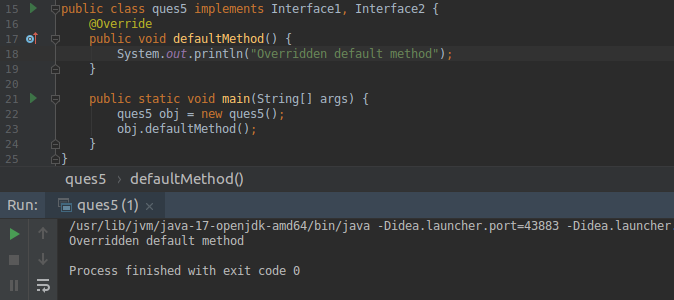 15 public class ques5 implements Interface1, Interface2 {
16 @Override
17 public void defaultMethod() {
18 System.out.println("Overridden default method");
19 }
20
21 public static void main(String[] args) {
22 ques5 obj = new ques5();
23 obj.defaultMethod();
24 }
25 }
ques5 › defaultMethod()
Run: ques5 (1) ×
/usr/lib/jvm/java-17-openjdk-amd64/bin/java -Didea.launcher.port=43883 -Didea.launcher.
Overridden default method
Process finished with exit code 0